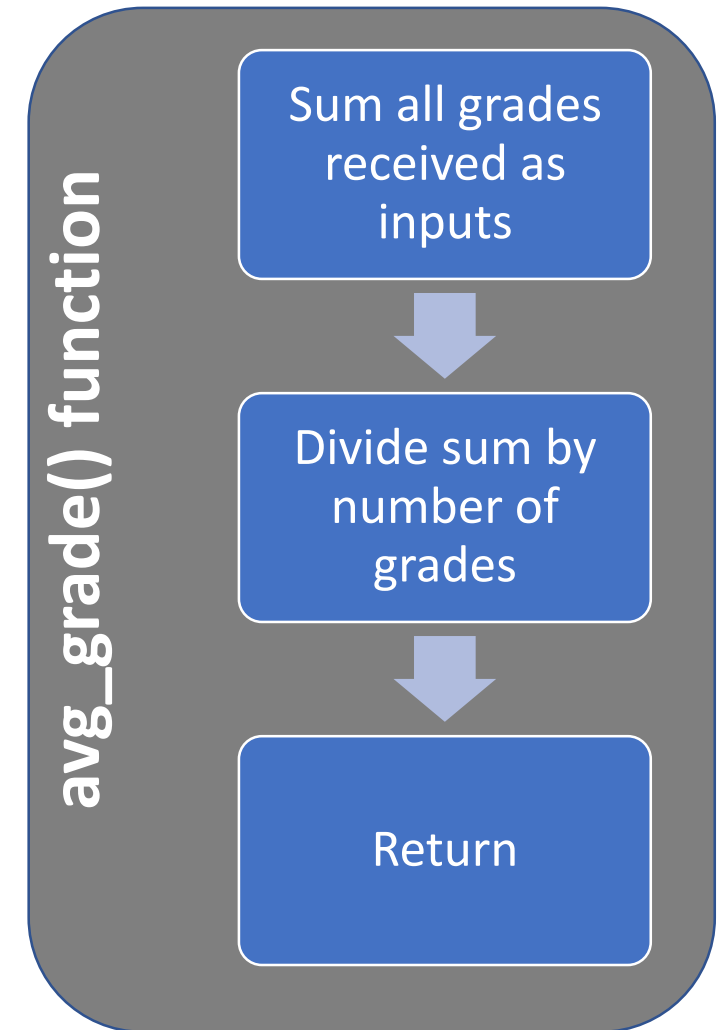 avg_grade() function
Sum all grades
received as
inputs
Divide sum by
number of
grades
Return